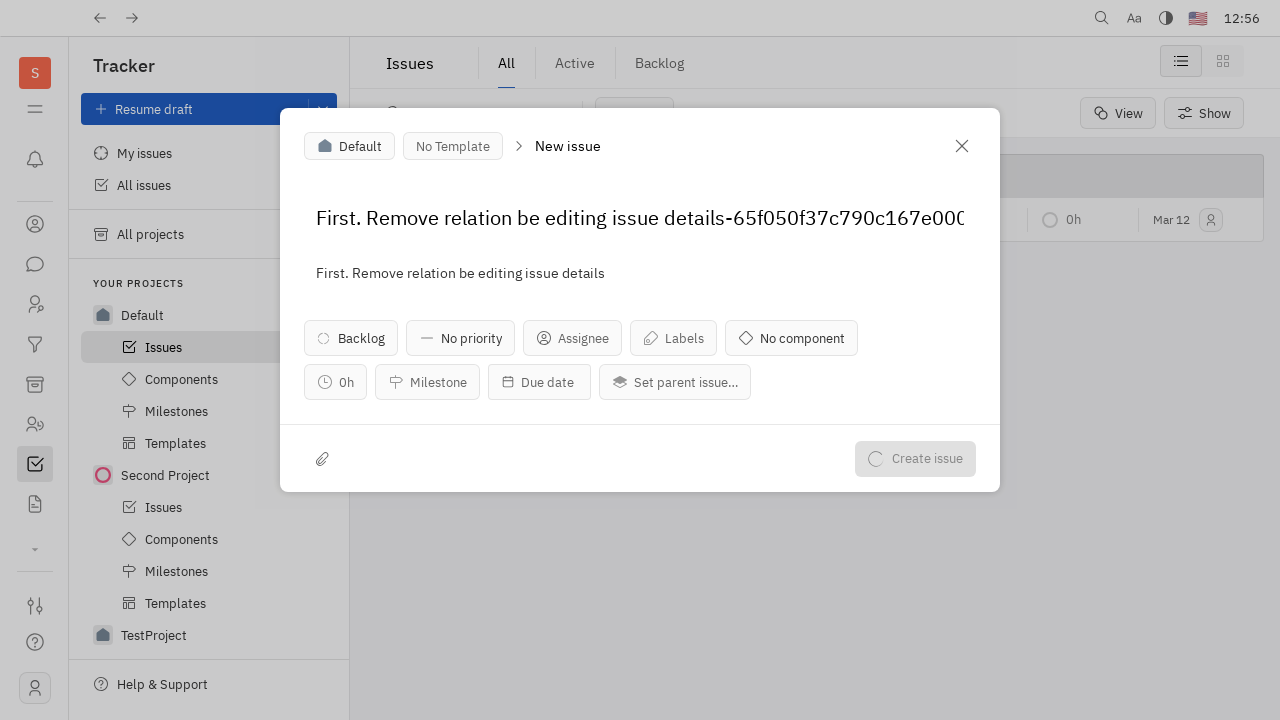 Aa
12:56
S
Tracker
Issues
All
Active
Backlog
Resume draft
View
Show
My issues
All issues
All projects
YOUR PROJECTS
Default
Issues
Components
Milestones
Templates
Second Project
Issues
Components
Milestones
Templates
TestProject
Help & Support
0h
Mar 12
Default
No Template
New issue
First. Remove relation be editing issue details-65f050f37c790c167e000
First. Remove relation be editing issue details
Backlog
No priority
Assignee
Labels
No component
0h
Milestone
Due date
Set parent issue...
Create issue